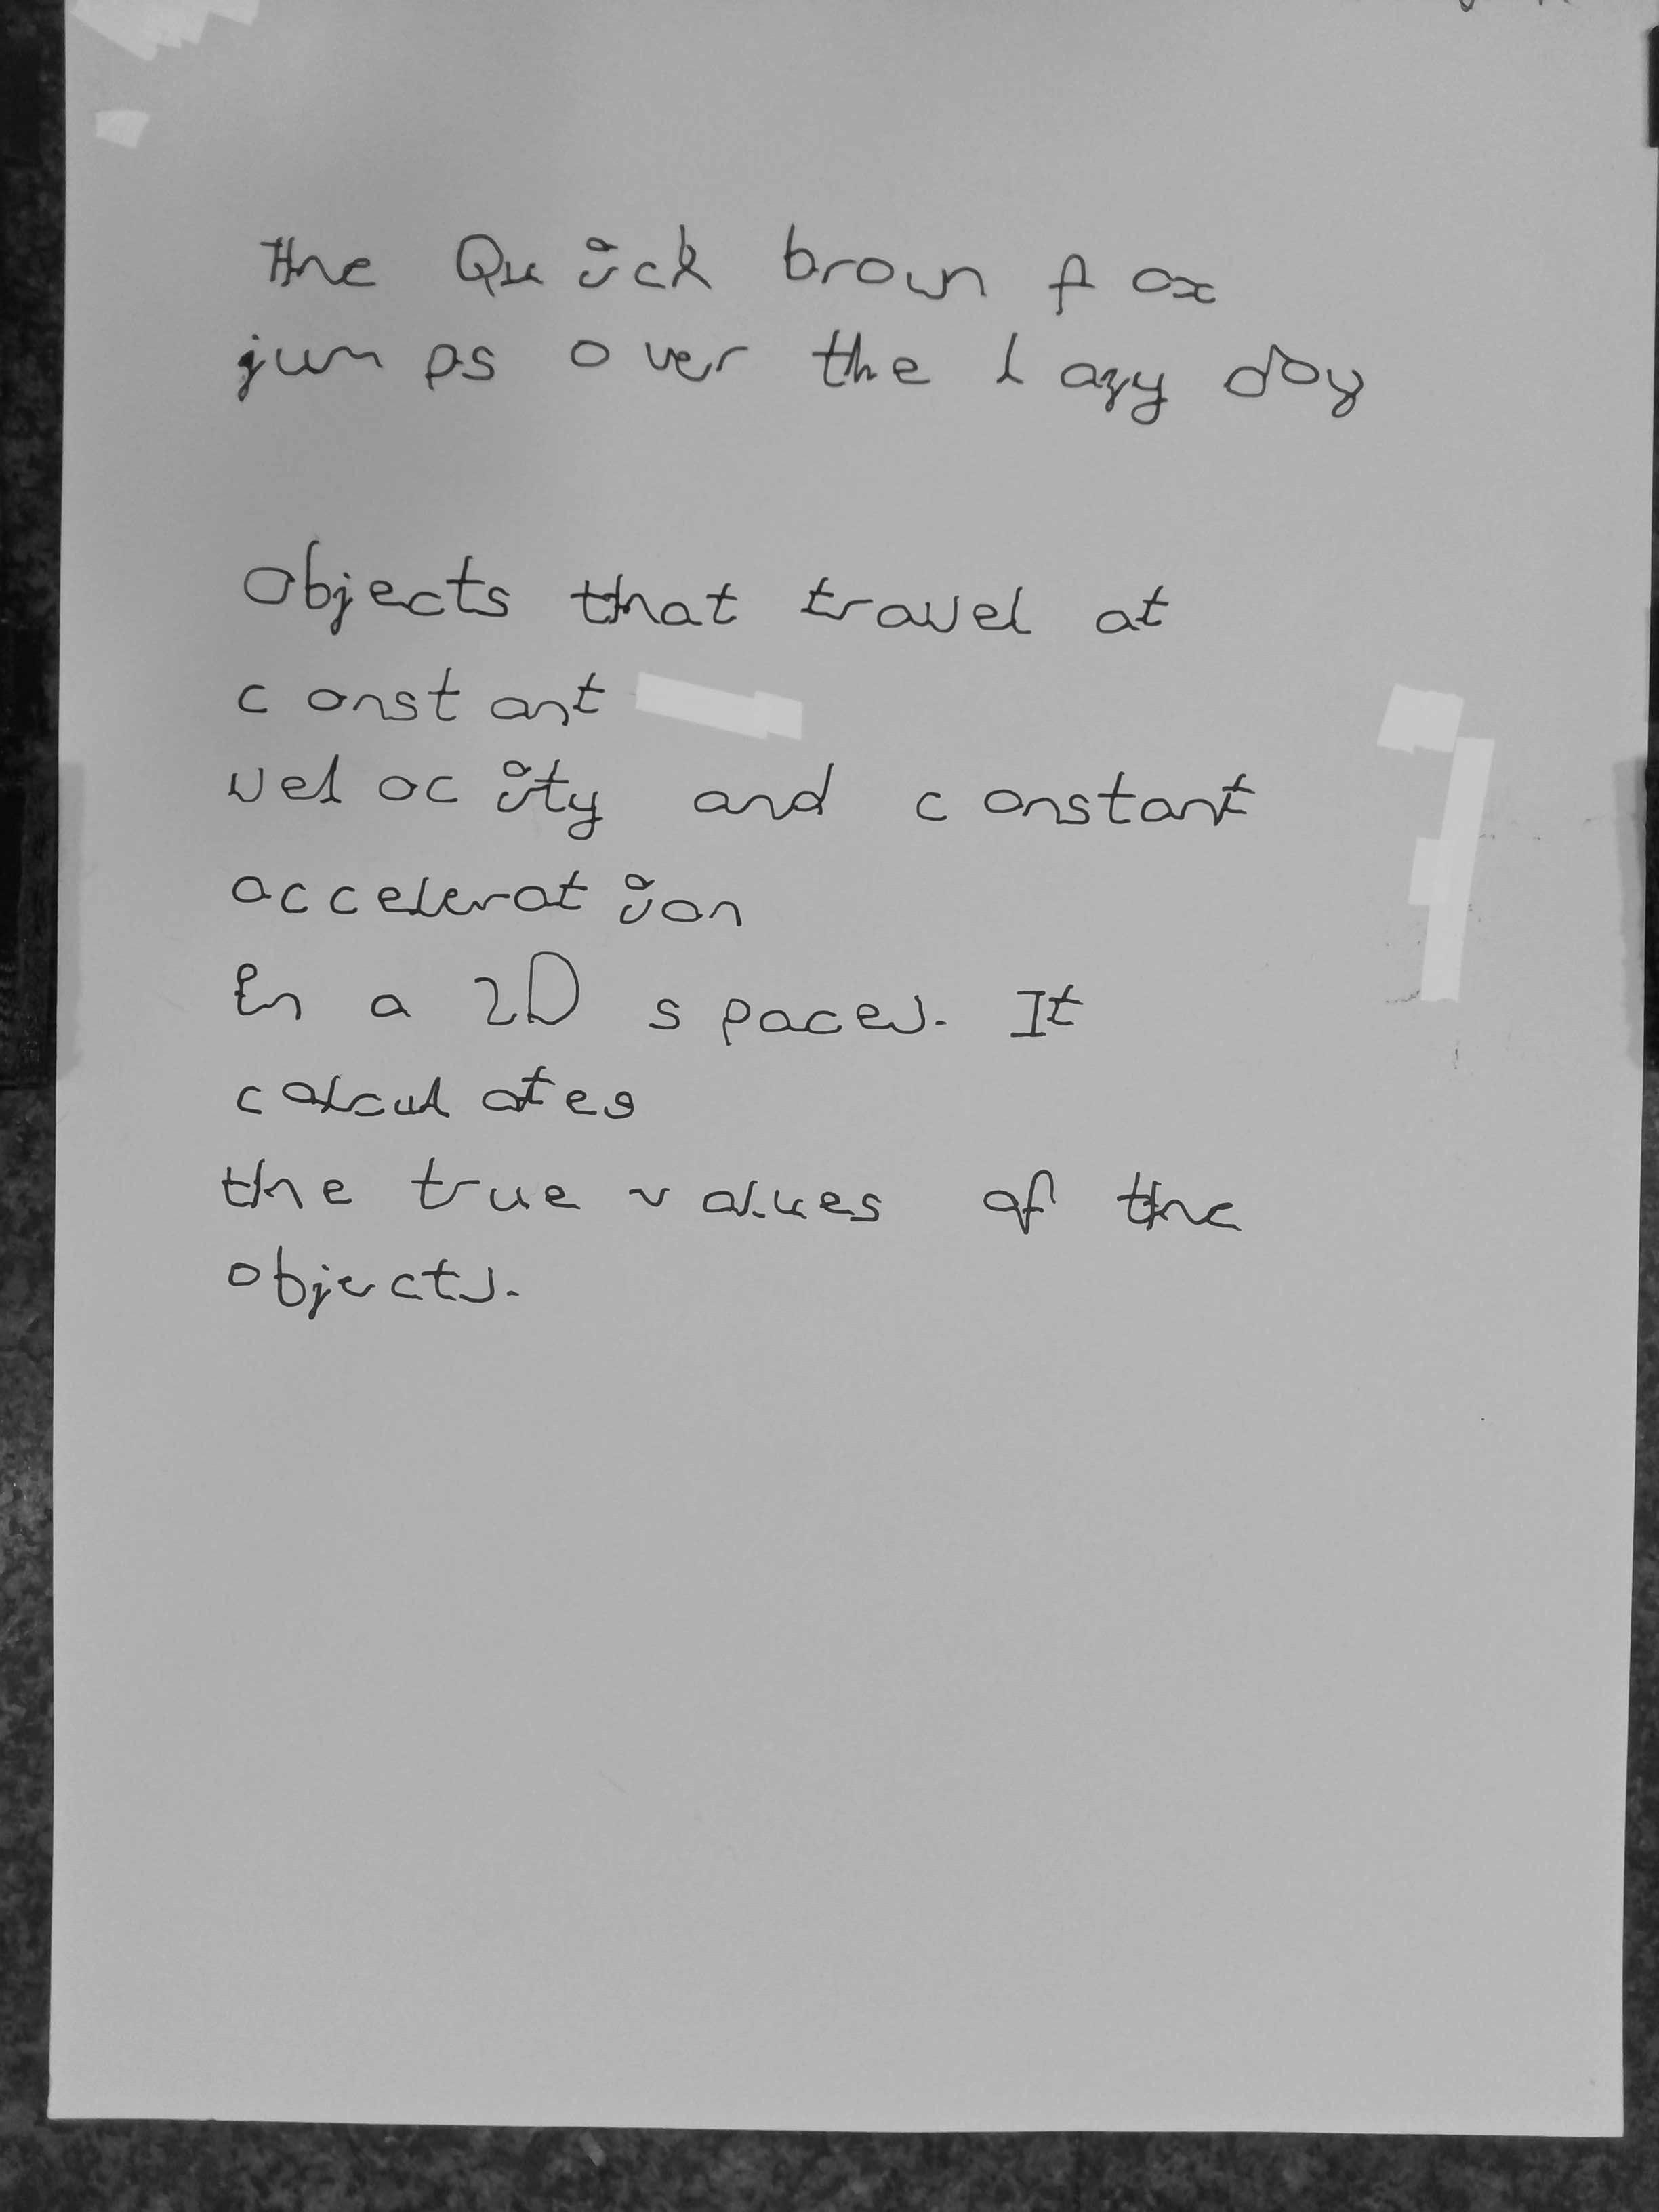 the Quick brown fox
jumps over the lazy dog
Objects that travel at
constant
velocity and constant
acceleration
In a 2D spaces. It
calculates
the true values of the
objects.